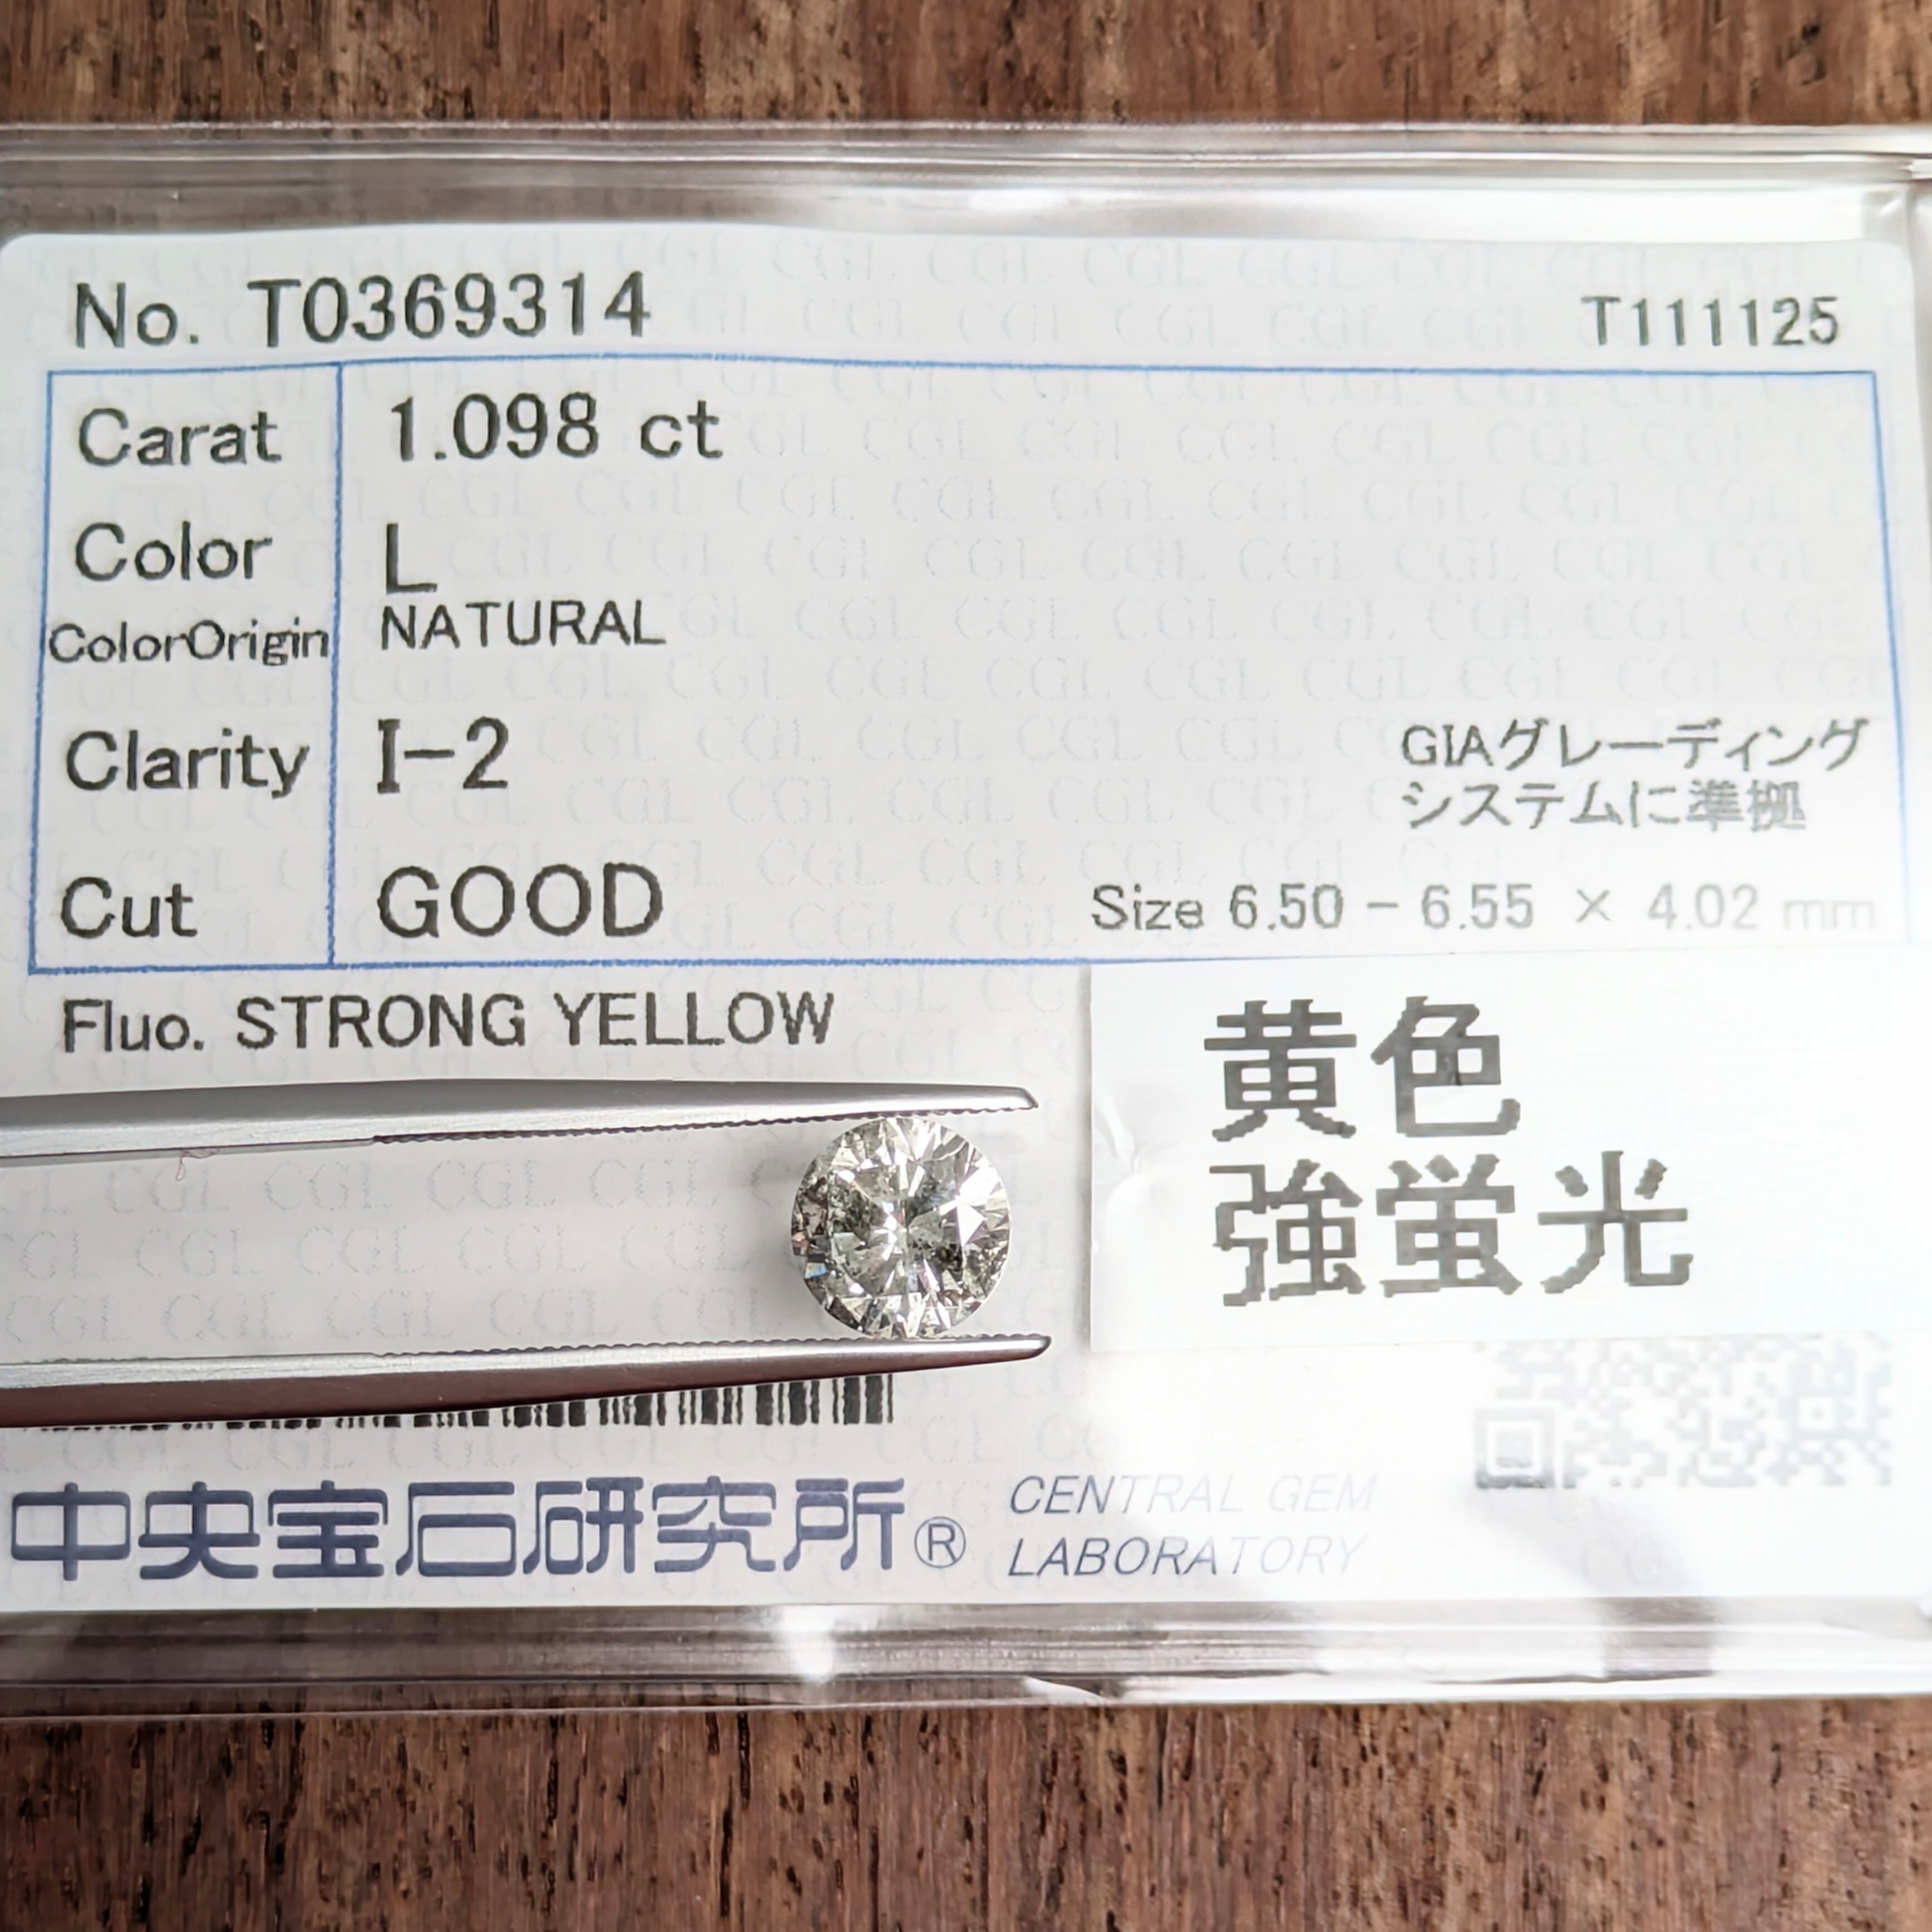 No. T0369314
T111125
Carat 1.098 ct
Color L
ColorOrigin NATURAL
Clarity I-2
GIAグレーディング
システムに準拠
Cut GOOD
Size 6.50 - 6.55 × 4.02 mm
Fluo. STRONG YELLOW
黄色
強蛍光
中央宝石研究所®
CENTRAL GEM
LABORATORY